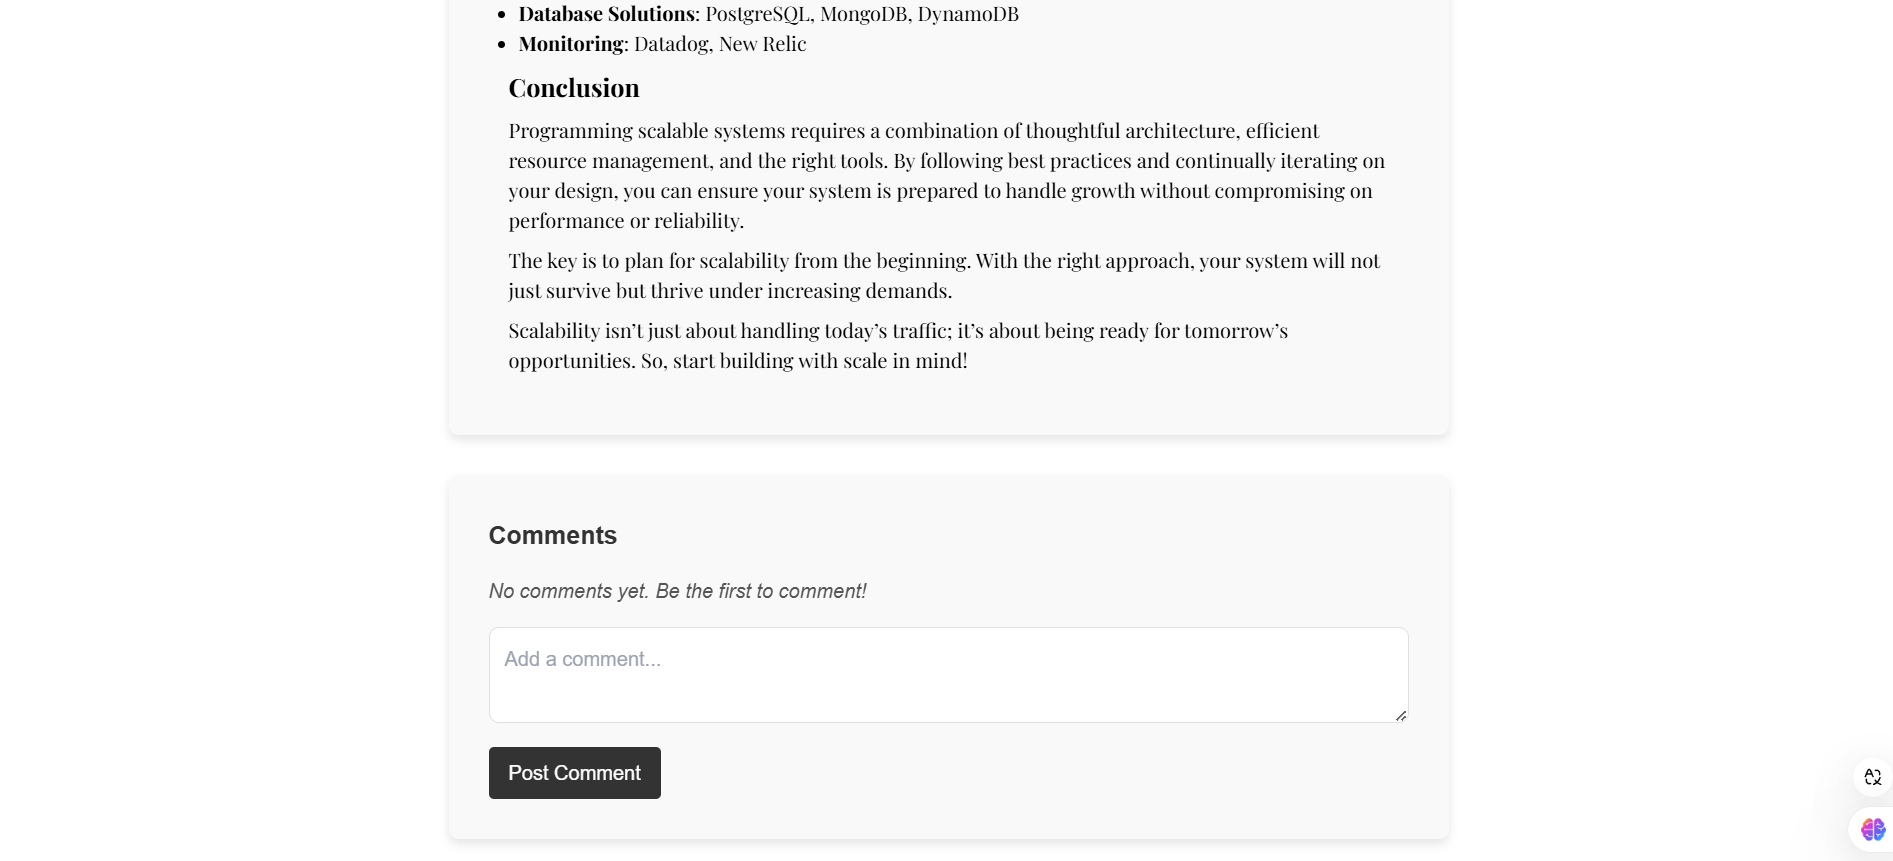 Database Solutions: PostgreSQL, MongoDB, DynamoDB
Monitoring: Datadog, New Relic
Conclusion
Programming scalable systems requires a combination of thoughtful architecture, efficient
resource management, and the right tools. By following best practices and continually iterating on
your design, you can ensure your system is prepared to handle growth without compromising on
performance or reliability.
The key is to plan for scalability from the beginning. With the right approach, your system will not
just survive but thrive under increasing demands.
Scalability isn’t just about handling today’s traffic; it’s about being ready for tomorrow’s
opportunities. So, start building with scale in mind!
Comments
No comments yet. Be the first to comment!
Add a comment...
Post Comment